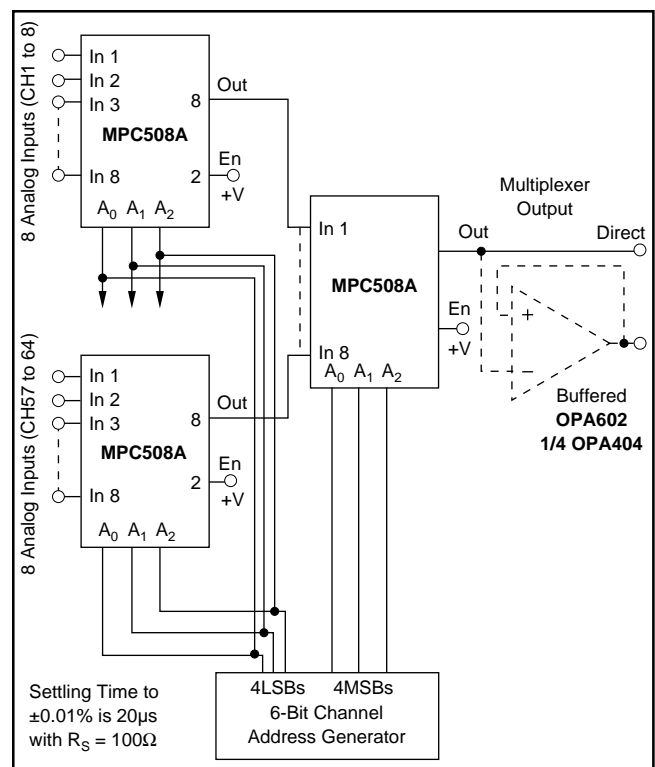 8 Analog Inputs (CH1 to 8)
In 1
In 2
In 3
In 8
MPC508A
Out
8
En
2
+V
A0 A1 A2
8 Analog Inputs (CH57 to 64)
In 1
In 2
In 3
In 8
MPC508A
Out
8
En
2
+V
A0 A1 A2
In 1
MPC508A
In 8
A0 A1 A2
En
+V
Multiplexer
Output
Out
Direct
+
–
Buffered
OPA602
1/4 OPA404
4LSBs 4MSBs
6-Bit Channel
Address Generator
Settling Time to
±0.01% is 20µs
with RS = 100Ω